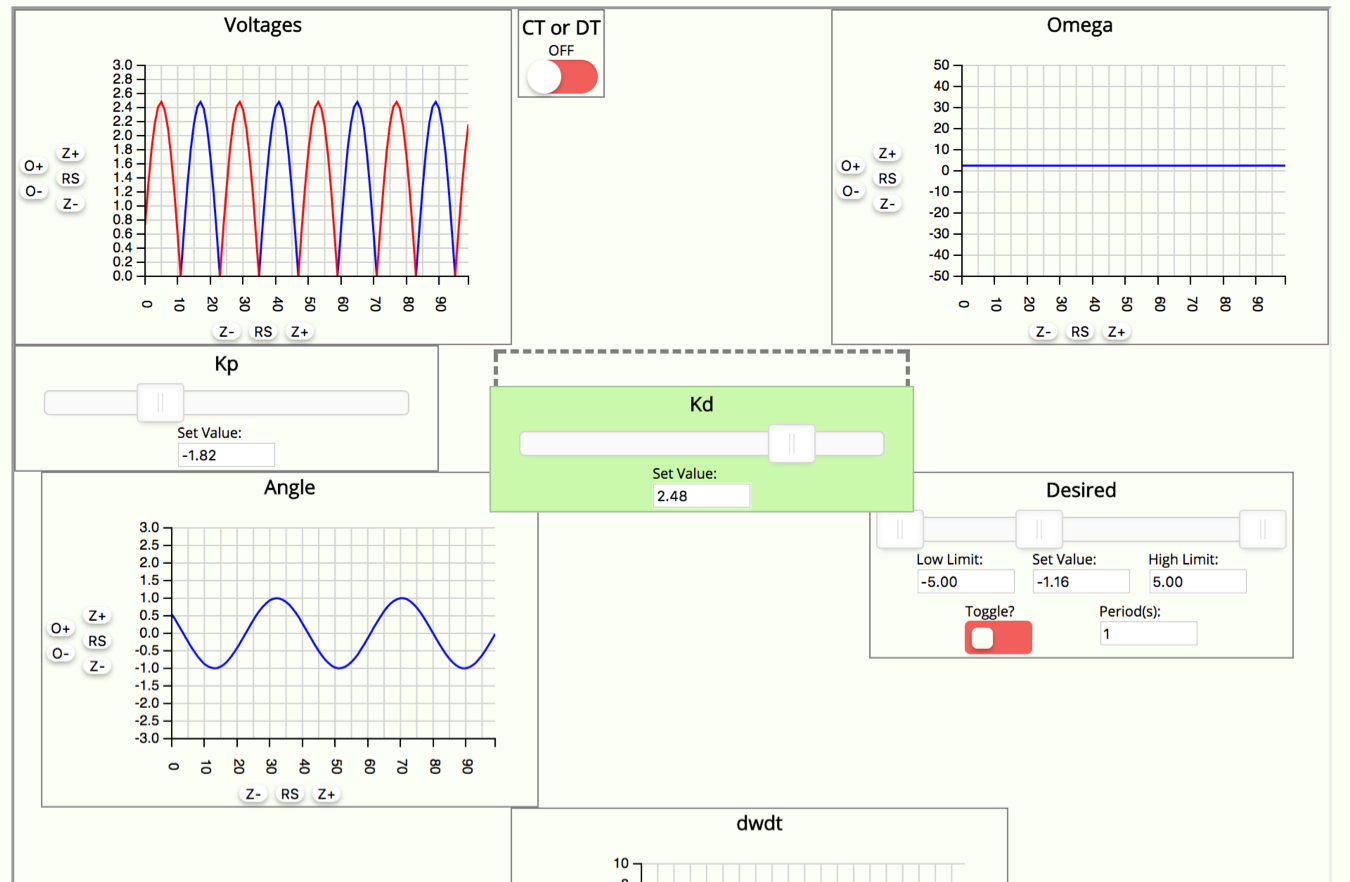 Voltages
3.0
2.8
2.6
2.4
2.2
2.0
1.8
1.6
1.4
1.2
1.0
0.8
0.6
0.4
0.2
0.0
O+
O-
Z+
RS
Z-
0 10 20 30 40 50 60 70 80 90
Z- RS Z+
CT or DT
OFF
Omega
50
40
30
20
10
0
-10
-20
-30
-40
-50
O+
O-
Z+
RS
Z-
0 10 20 30 40 50 60 70 80 90
Z- RS Z+
Kp
Set Value:
-1.82
Kd
Set Value:
2.48
Angle
3.0
2.5
2.0
1.5
1.0
0.5
0.0
-0.5
-1.0
-1.5
-2.0
-2.5
-3.0
O+
O-
Z+
RS
Z-
0 10 20 30 40 50 60 70 80 90
Z- RS Z+
Desired
Low Limit: Set Value: High Limit:
-5.00 -1.16 5.00
Toggle? Period(s):
1
dwdt
10